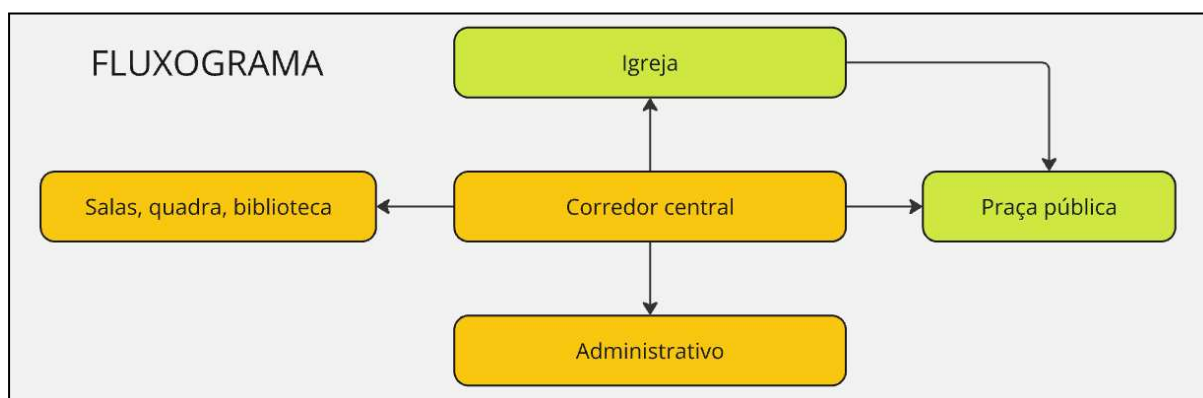 FLUXOGRAMA
Igreja
Salas, quadra, biblioteca
Corredor central
Praça pública
Administrativo